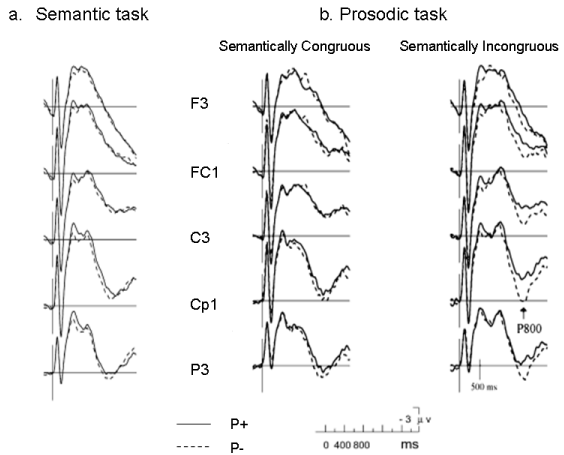 a. Semantic task
b. Prosodic task
Semantically Congruous
Semantically Incongruous
F3
FC1
C3
Cp1
P800
P3
500 ms
P+
P-
- 3 μ v
0 400 800 ms